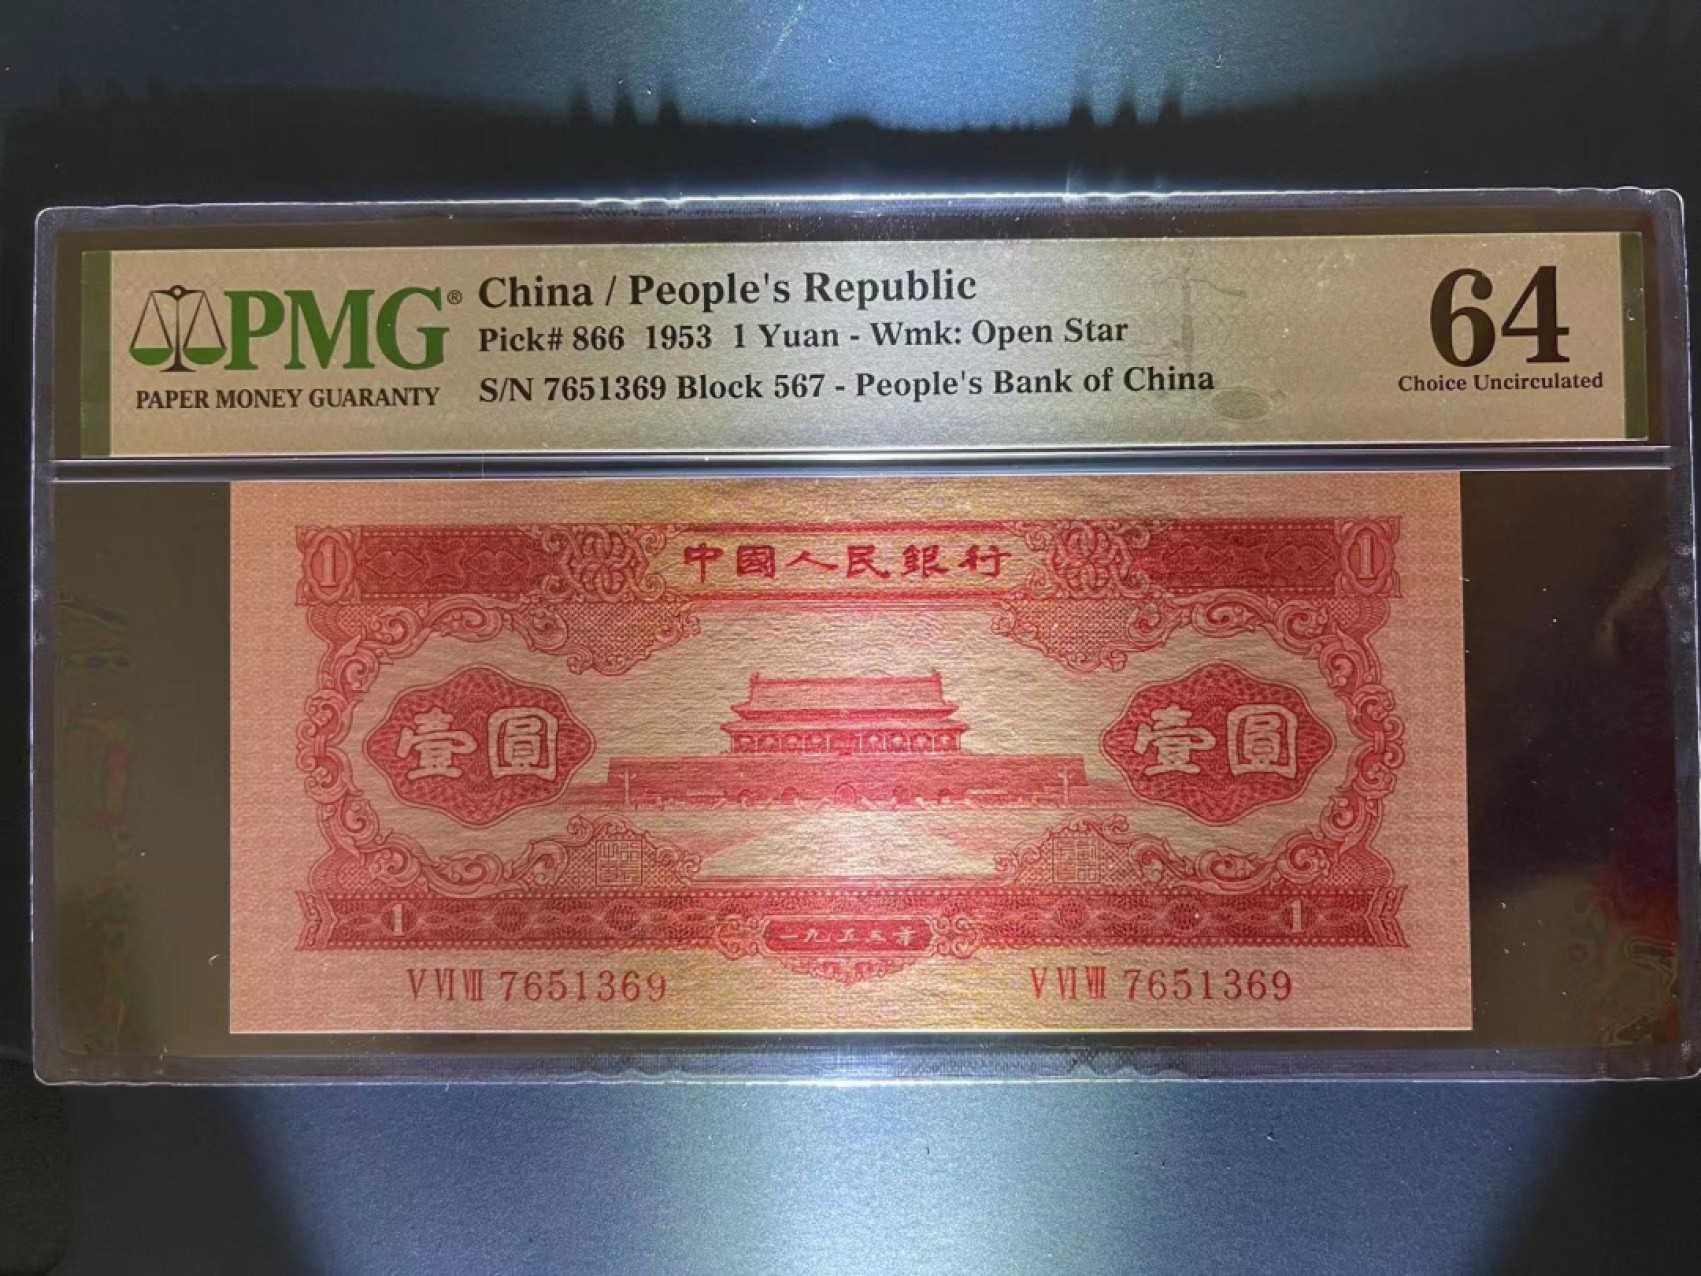 PMG®
PAPER MONEY GUARANTY
China / People's Republic
Pick# 866 1953 1 Yuan - Wmk: Open Star
S/N 7651369 Block 567 - People's Bank of China
64
Choice Uncirculated
1 中國人民銀行 1
壹圓 壹圓
1 一九五三年 1
V VI VII 7651369 V VI VII 7651369